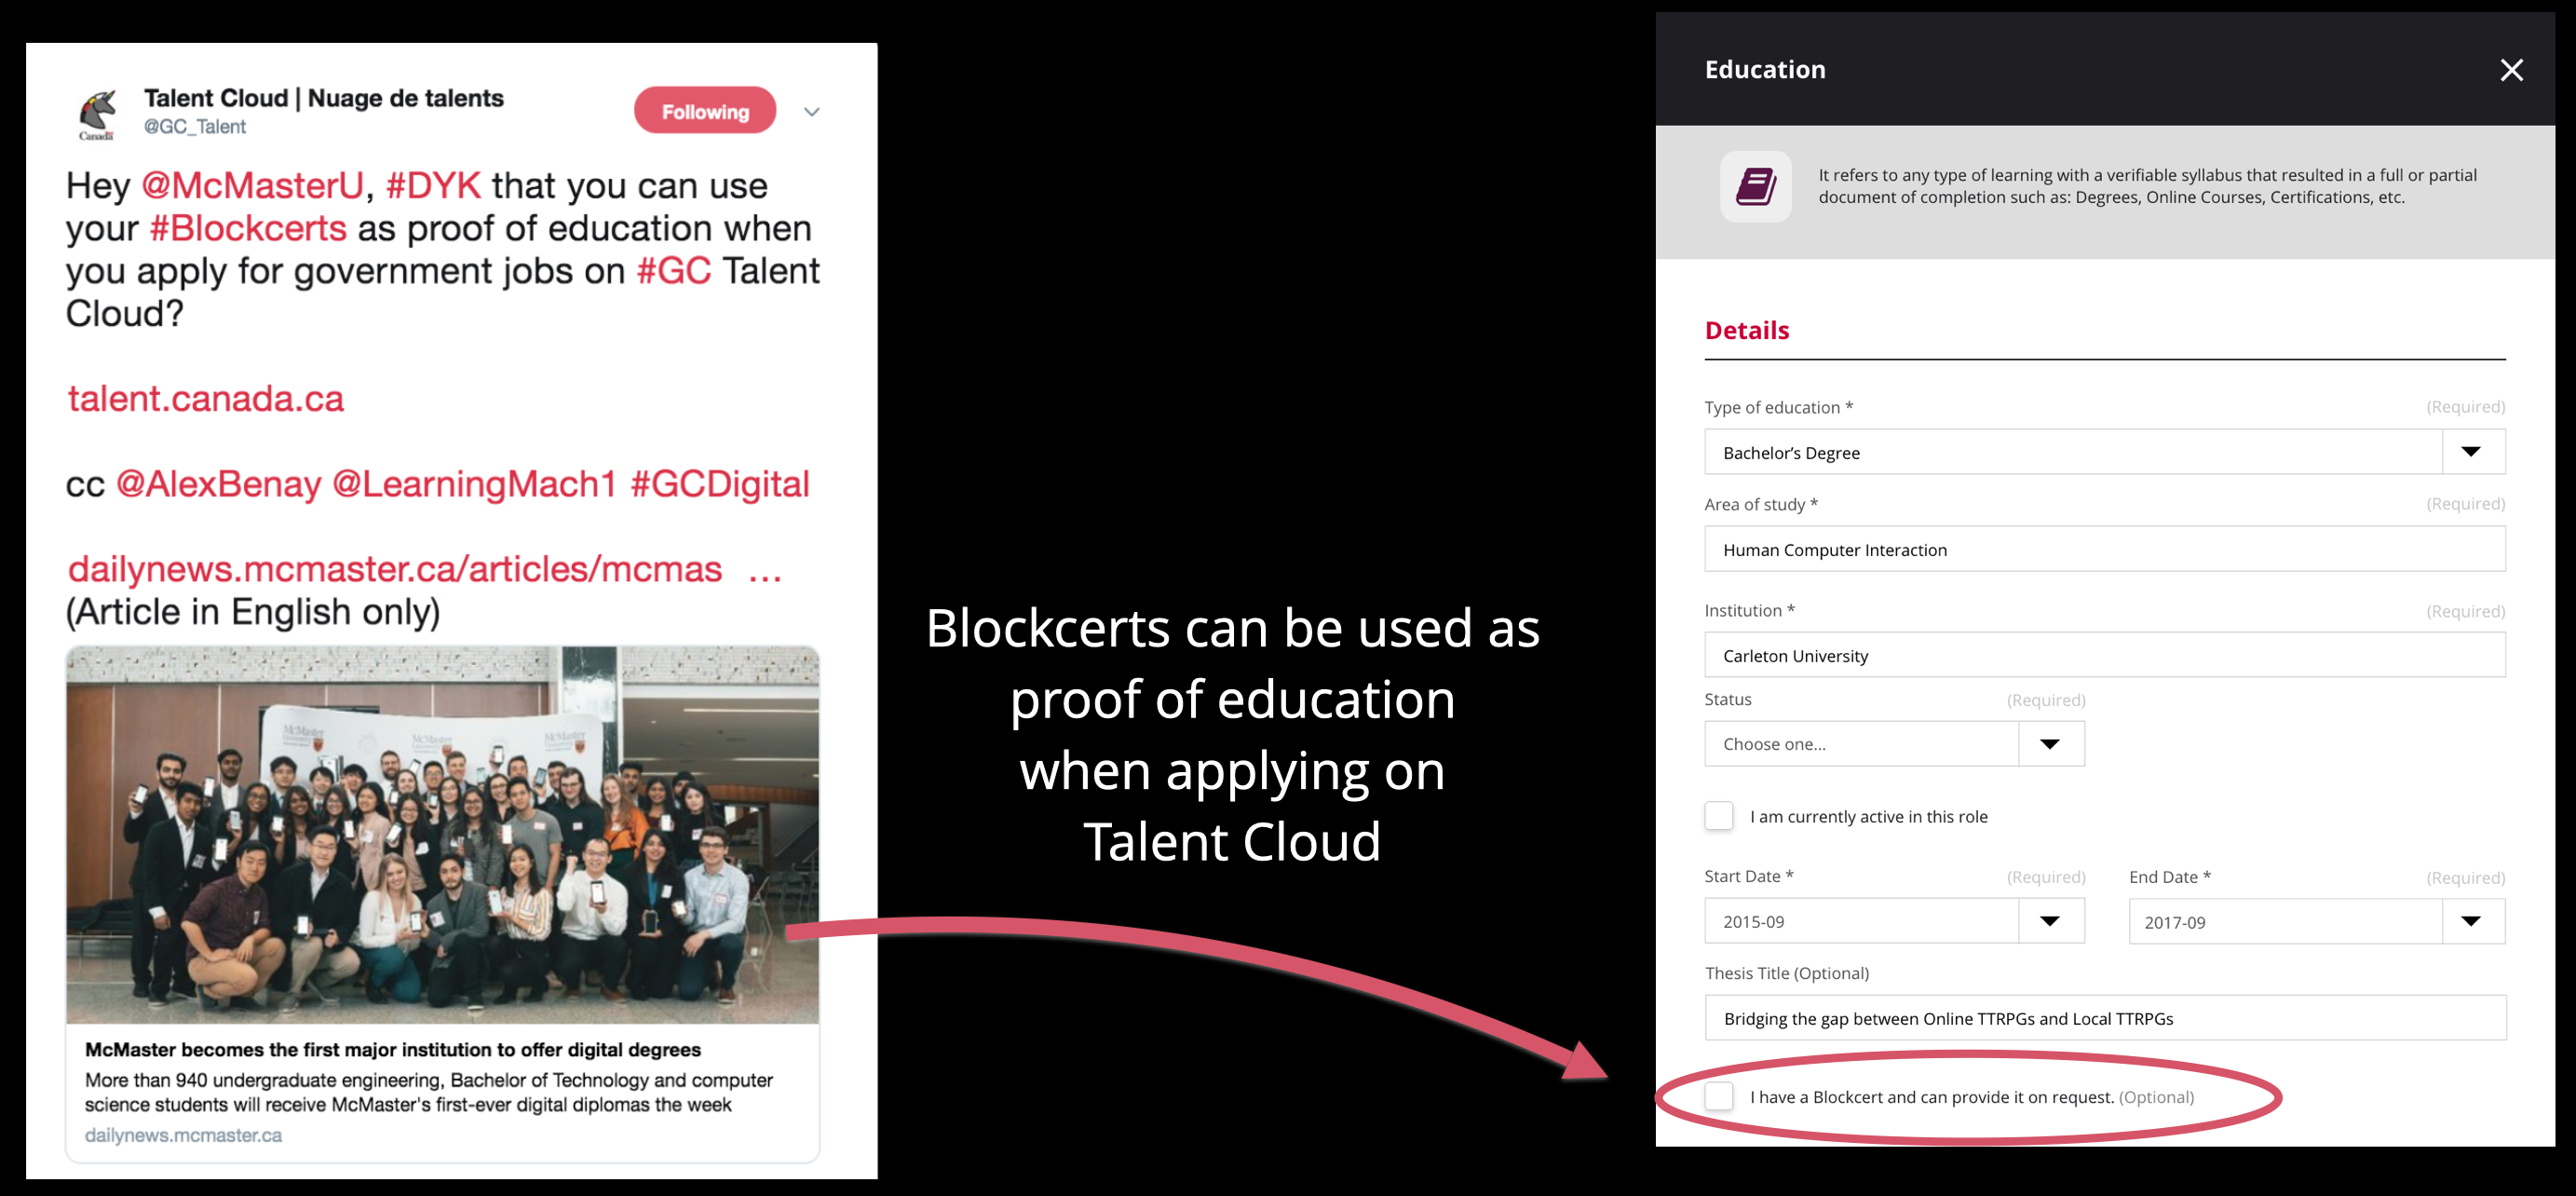 Talent Cloud | Nuage de talents
@GC_Talent
Canada
Following
Hey @McMasterU, #DYK that you can use
your #Blockcerts as proof of education when
you apply for government jobs on #GC Talent
Cloud?
talent.canada.ca
cc @AlexBenay @LearningMach1 #GCDigital
dailynews.mcmaster.ca/articles/mcmas ...
(Article in English only)
McMaster
University
McMaster
University
McMaster
University
McMaster becomes the first major institution to offer digital degrees
More than 940 undergraduate engineering, Bachelor of Technology and computer
science students will receive McMaster's first-ever digital diplomas the week
dailynews.mcmaster.ca
Blockcerts can be used as
proof of education
when applying on
Talent Cloud
Education
It refers to any type of learning with a verifiable syllabus that resulted in a full or partial
document of completion such as: Degrees, Online Courses, Certifications, etc.
Details
Type of education * (Required)
Bachelor's Degree
Area of study * (Required)
Human Computer Interaction
Institution * (Required)
Carleton University
Status (Required)
Choose one...
I am currently active in this role
Start Date * (Required) End Date * (Required)
2015-09 2017-09
Thesis Title (Optional)
Bridging the gap between Online TTRPGs and Local TTRPGs
I have a Blockcert and can provide it on request. (Optional)